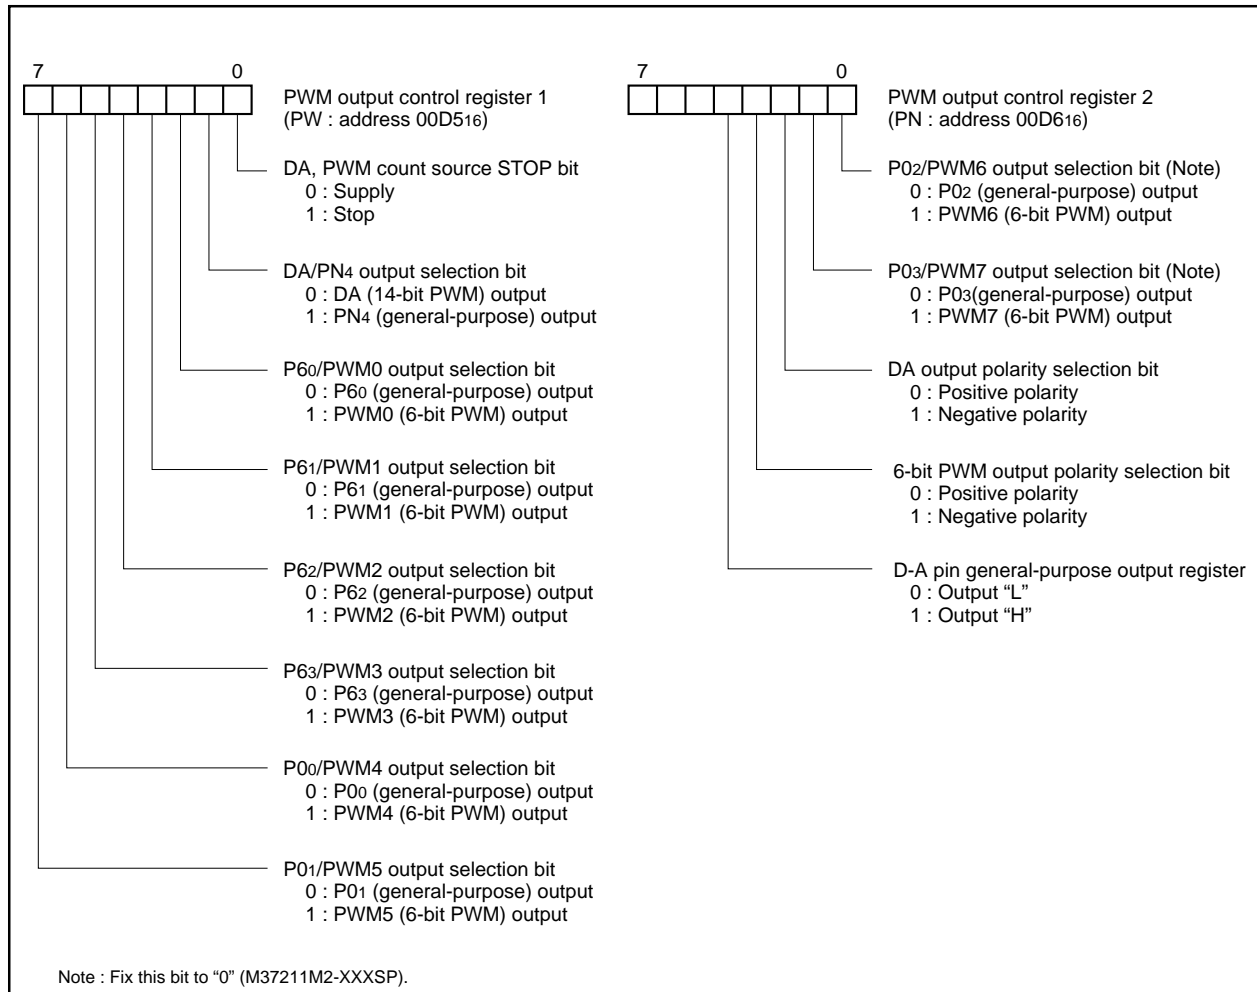 7 0
PWM output control register 1
(PW : address 00D516)
DA, PWM count source STOP bit
0 : Supply
1 : Stop
DA/PN4 output selection bit
0 : DA (14-bit PWM) output
1 : PN4 (general-purpose) output
P60/PWM0 output selection bit
0 : P60 (general-purpose) output
1 : PWM0 (6-bit PWM) output
P61/PWM1 output selection bit
0 : P61 (general-purpose) output
1 : PWM1 (6-bit PWM) output
P62/PWM2 output selection bit
0 : P62 (general-purpose) output
1 : PWM2 (6-bit PWM) output
P63/PWM3 output selection bit
0 : P63 (general-purpose) output
1 : PWM3 (6-bit PWM) output
P00/PWM4 output selection bit
0 : P00 (general-purpose) output
1 : PWM4 (6-bit PWM) output
P01/PWM5 output selection bit
0 : P01 (general-purpose) output
1 : PWM5 (6-bit PWM) output
7 0
PWM output control register 2
(PN : address 00D616)
P02/PWM6 output selection bit (Note)
0 : P02 (general-purpose) output
1 : PWM6 (6-bit PWM) output
P03/PWM7 output selection bit (Note)
0 : P03(general-purpose) output
1 : PWM7 (6-bit PWM) output
DA output polarity selection bit
0 : Positive polarity
1 : Negative polarity
6-bit PWM output polarity selection bit
0 : Positive polarity
1 : Negative polarity
D-A pin general-purpose output register
0 : Output “L”
1 : Output “H”
Note : Fix this bit to “0” (M37211M2-XXXSP).